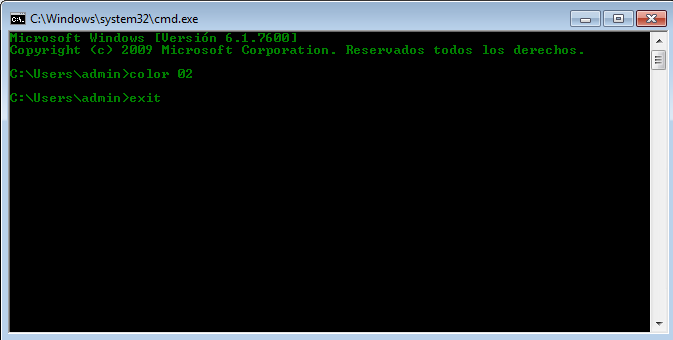 C:\Windows\system32\cmd.exe
Microsoft Windows [Versión 6.1.7600]
Copyright (c) 2009 Microsoft Corporation. Reservados todos los derechos.
C:\Users\admin>color 02
C:\Users\admin>exit